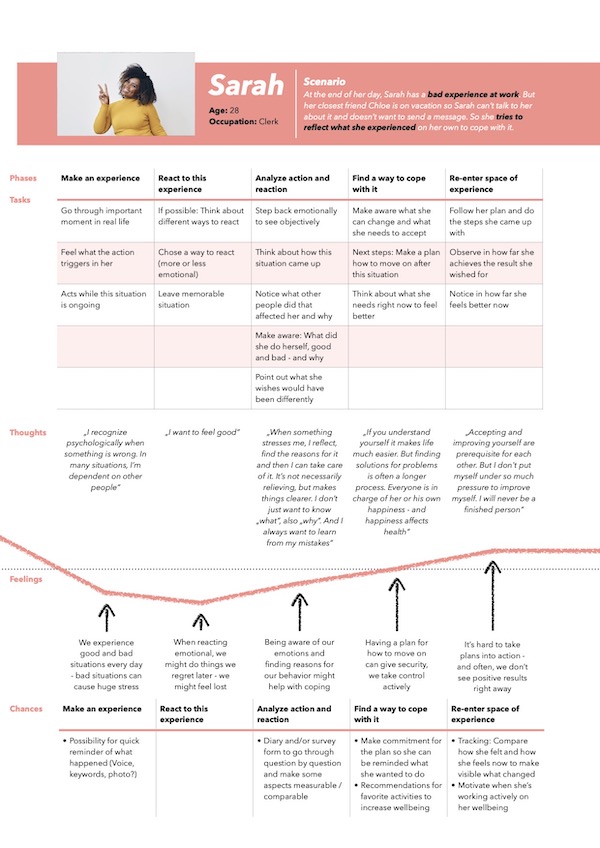 Sarah
Age: 28
Occupation: Clerk
Scenario
At the end of her day, Sarah has a bad experience at work. But
her closest friend Chloe is on vacation so Sarah can't talk to her
about it and doesn't want to send a message. So she tries to
reflect what she experienced on her own to cope with it.
Phases
Make an experience
React to this
experience
Analyze action and
reaction
Find a way to cope
with it
Re-enter space of
experience
Tasks
Go through important
moment in real life
If possible: Think about
different ways to react
Step back emotionally
to see objectively
Make aware what she
can change and what
she needs to accept
Follow her plan and do
the steps she came up
with
Feel what the action
triggers in her
Chose a way to react
(more or less
emotional)
Think about how this
situation came up
Next steps: Make a plan
how to move on after
this situation
Observe in how far she
achieves the result she
wished for
Acts while this situation
is ongoing
Leave memorable
situation
Notice what other
people did that
affected her and why
Think about what she
needs right now to feel
better
Notice in how far she
feels better now
Make aware: What did
she do herself, good
and bad - and why
Point out what she
wishes would have
been differently
Thoughts
„I recognize
psychologically when
something is wrong. In
many situations, I'm
dependent on other
people"
„I want to feel good"
„When something
stresses me, I reflect,
find the reasons for it
and then I can take care
of it. It's not necessarily
relieving, but makes
things clearer. I don't
just want to know
„what", also „why". And I
always want to learn
from my mistakes"
„If you understand
yourself it makes life
much easier. But finding
solutions for problems
is often a longer
process. Everyone is in
charge of her or his own
happiness - and
happiness affects
health"
„Accepting and
improving yourself are
prerequisite for each
other. But I don't put
myself under so much
pressure to improve
myself. I will never be a
finished person"
Feelings
We experience
good and bad
situations every day
- bad situations can
cause huge stress
When reacting
emotional, we
might do things we
regret later - we
might feel lost
Being aware of our
emotions and
finding reasons for
our behavior might
help with coping
Having a plan for
how to move on
can give security,
we take control
actively
It's hard to take
plans into action -
and often, we don't
see positive results
right away
Chances
Make an experience
React to this
experience
Analyze action and
reaction
Find a way to cope
with it
Re-enter space of
experience
• Possibility for quick
reminder of what
happened (Voice,
keywords, photo?)
• Diary and/or survey
form to go through
question by question
and make some
aspects measurable /
comparable
• Make commitment for
the plan so she can
be reminded what
she wanted to do
• Recommendations for
favorite activities to
increase wellbeing
• Tracking: Compare
how she felt and how
she feels now to make
visible what changed
• Motivate when she's
working actively on
her wellbeing